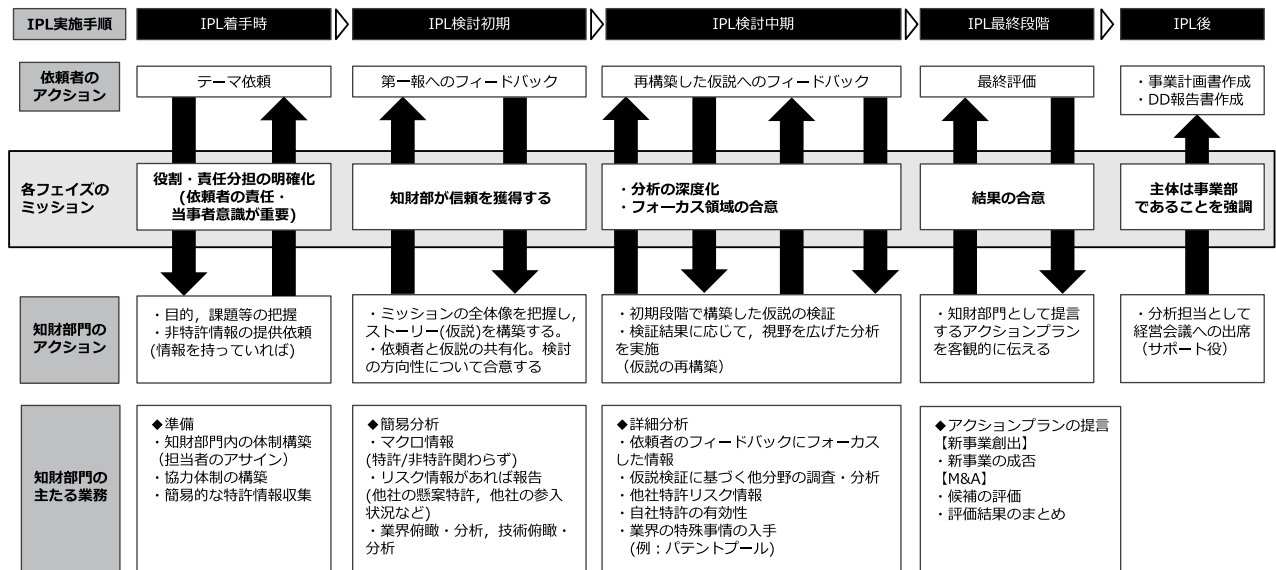 IPL実施手順
IPL着手時
IPL検討初期
IPL検討中期
IPL最終段階
IPL後
依頼者の
アクション
テーマ依頼
第一報へのフィードバック
再構築した仮説へのフィードバック
最終評価
・事業計画書作成
・DD報告書作成
各フェイズの
ミッション
役割・責任分担の明確化
(依頼者の責任・
当事者意識が重要)
知財部が信頼を獲得する
・分析の深度化
・フォーカス領域の合意
結果の合意
主体は事業部
であることを強調
知財部門の
アクション
・目的，課題等の把握
・非特許情報の提供依頼
(情報を持っていれば)
・ミッションの全体像を把握し，
ストーリー(仮説)を構築する。
・依頼者と仮説の共有化。検討
の方向性について合意する
・初期段階で構築した仮説の検証
・検証結果に応じて，視野を広げた分析
を実施
（仮説の再構築）
・知財部門として提言
するアクションプラン
を客観的に伝える
・分析担当として
経営会議への出席
（サポート役）
知財部門の
主たる業務
◆準備
・知財部門内の体制構築
（担当者のアサイン）
・協力体制の構築
・簡易的な特許情報収集
◆簡易分析
・マクロ情報
(特許/非特許関わらず)
・リスク情報があれば報告
(他社の懸案特許，他社の参入
状況など)
・業界俯瞰・分析，技術俯瞰・
分析
◆詳細分析
・依頼者のフィードバックにフォーカス
した情報
・仮説検証に基づく他分野の調査・分析
・他社特許リスク情報
・自社特許の有効性
・業界の特殊事情の入手
(例：パテントプール)
◆アクションプランの提言
【新事業創出】
・新事業の成否
【M&A】
・候補の評価
・評価結果のまとめ